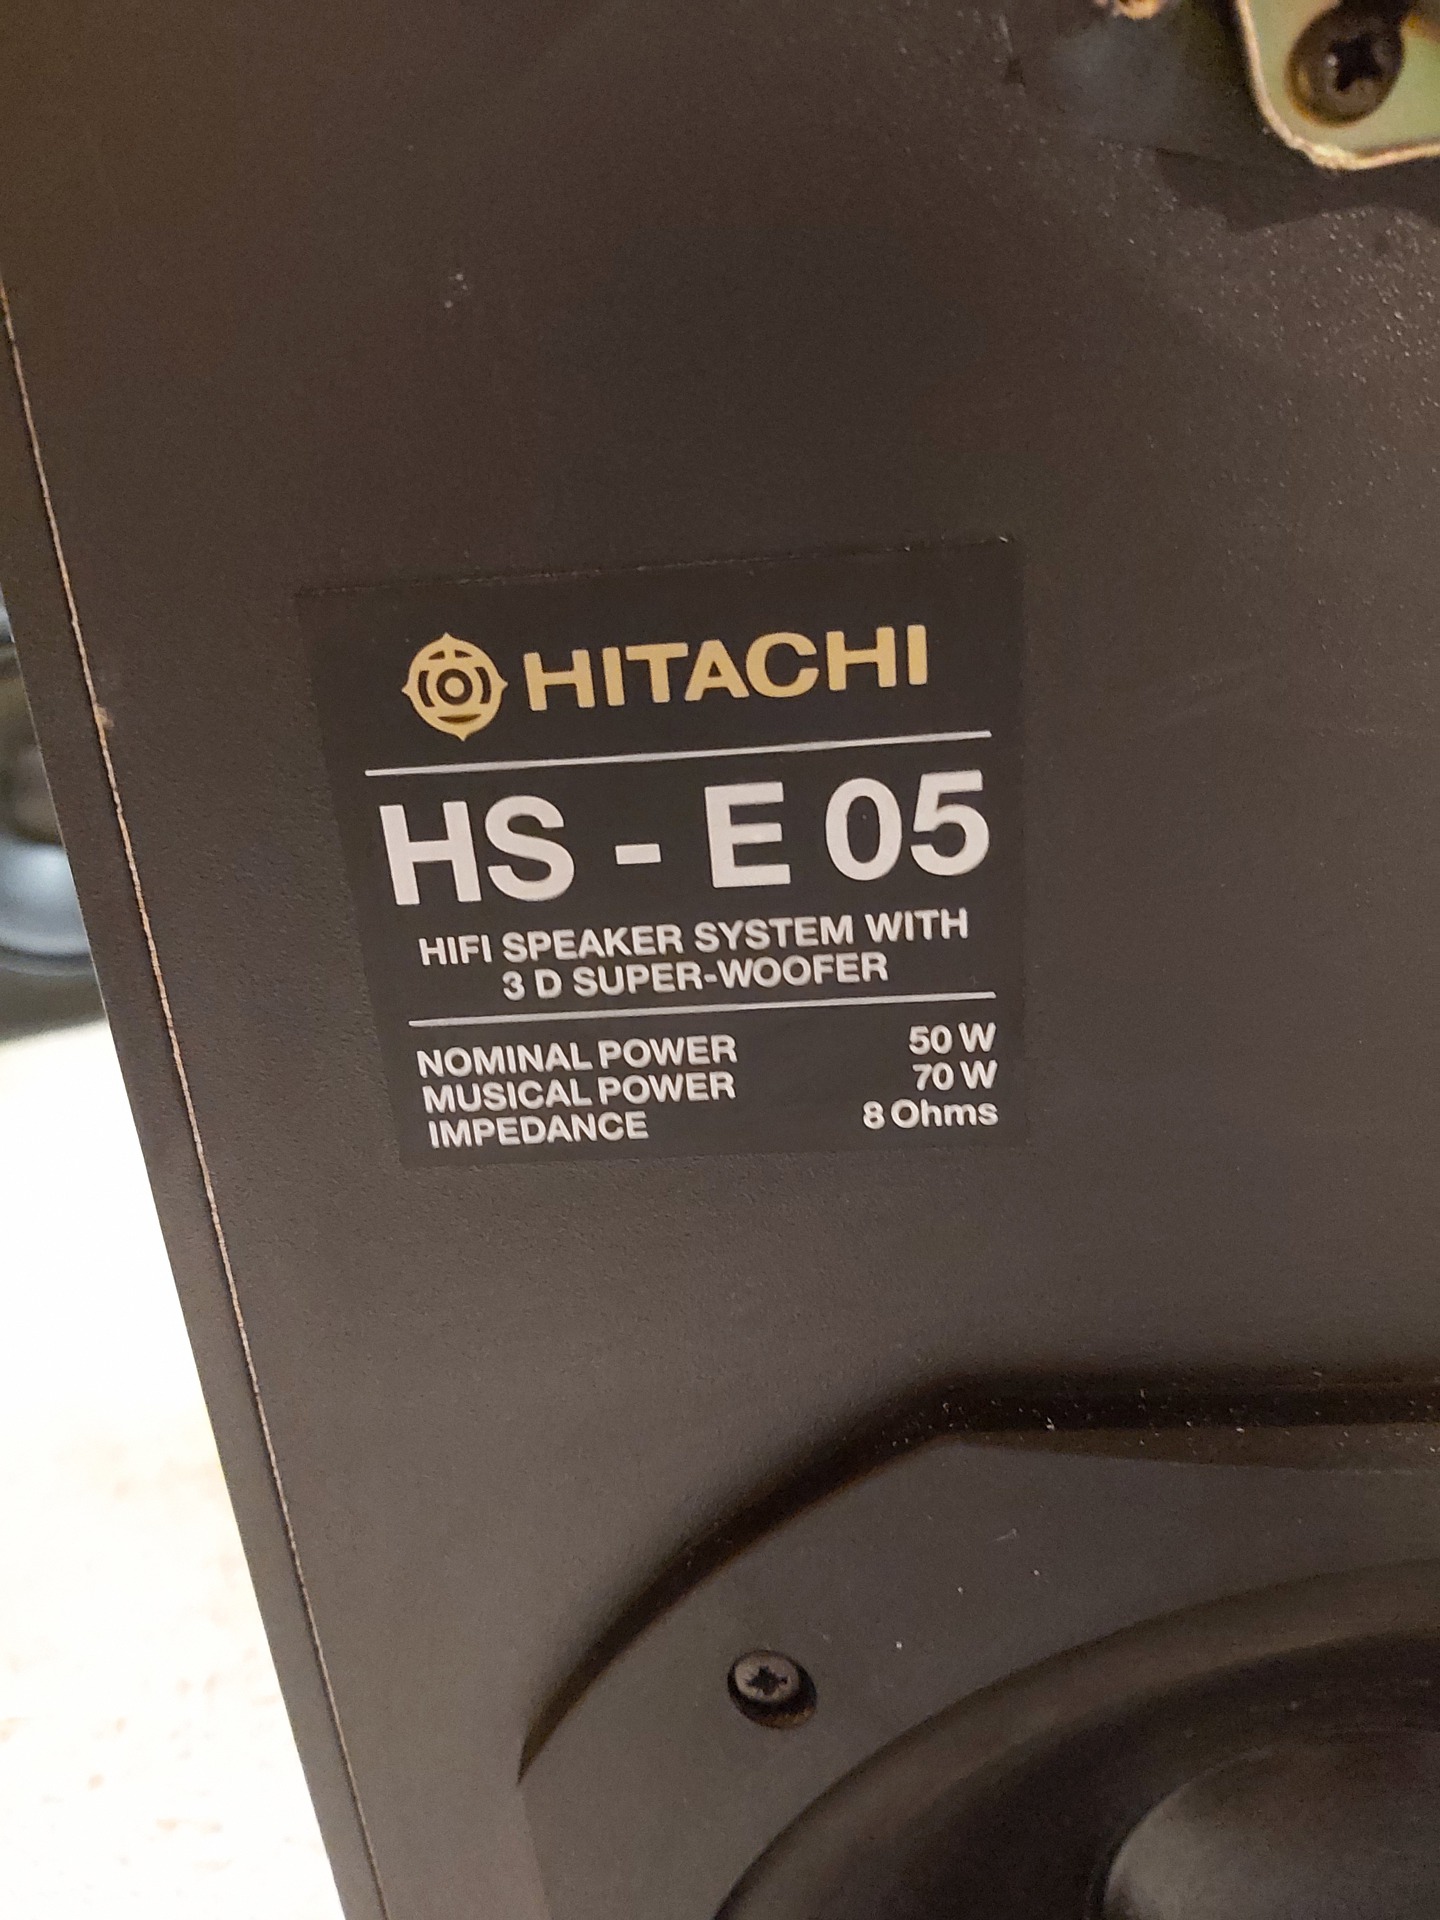 HITACHI
HS - E 05
HIFI SPEAKER SYSTEM WITH
3 D SUPER-WOOFER
NOMINAL POWER 50 W
MUSICAL POWER 70 W
IMPEDANCE 8 Ohms